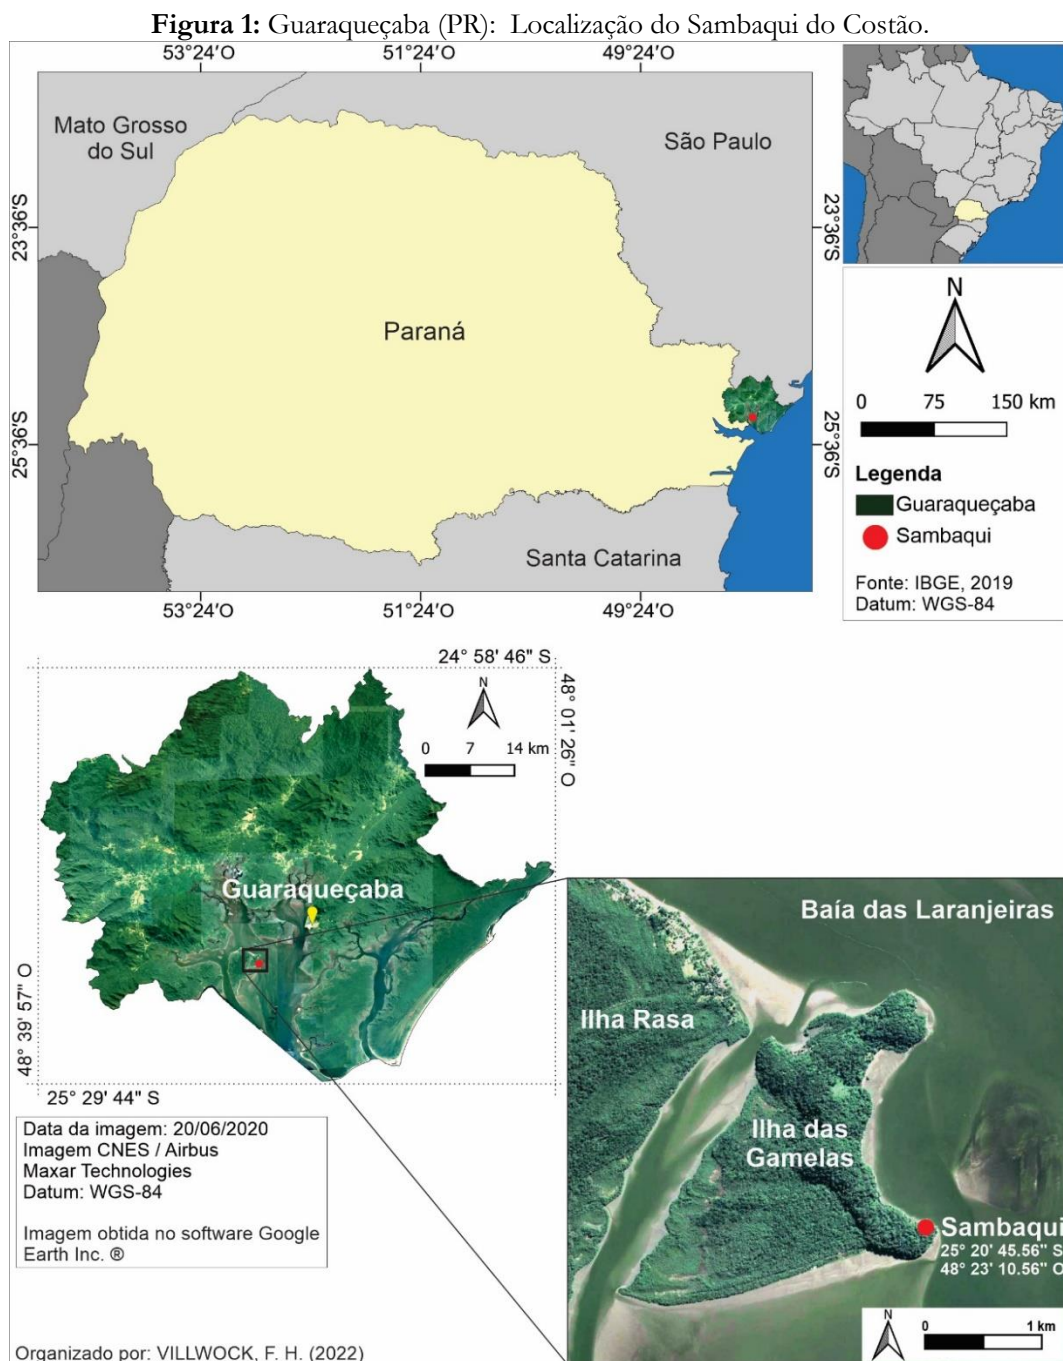 Figura 1: Guaraqueçaba (PR): Localização do Sambaqui do Costão.
53°24'O 51°24'O 49°24'O
Mato Grosso
do Sul
São Paulo
23°36'S
23°36'S
Paraná
25°36'S
25°36'S
Santa Catarina
53°24'O 51°24'O 49°24'O
N
0 75 150 km
Legenda
Guaraqueçaba
Sambaqui
Fonte: IBGE, 2019
Datum: WGS-84
24° 58' 46" S
48° 01' 26" O
N
0 7 14 km
Guaraqueçaba
48° 39' 57" O
25° 29' 44" S
Data da imagem: 20/06/2020
Imagem CNES / Airbus
Maxar Technologies
Datum: WGS-84
Imagem obtida no software Google
Earth Inc. ®
Organizado por: VILLWOCK, F. H. (2022)
Baía das Laranjeiras
Ilha Rasa
Ilha das
Gamelas
Sambaqui
25° 20' 45.56" S
48° 23' 10.56" O
N
0 1 km